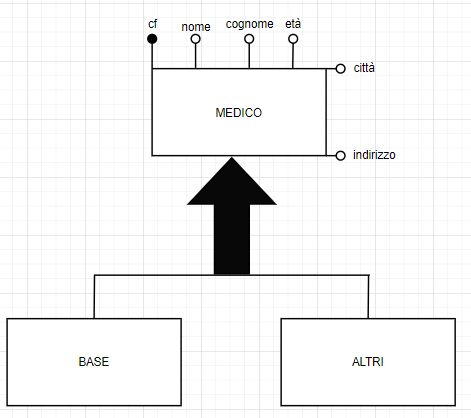 cf
nome
cognome
età
città
MEDICO
indirizzo
BASE
ALTRI